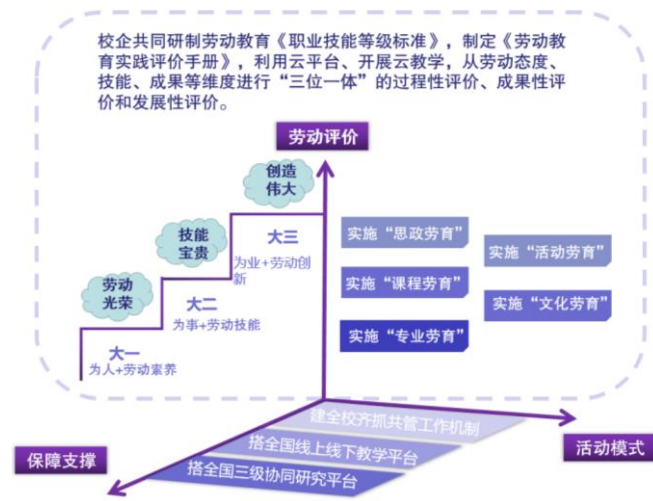 校企共同研制劳动教育《职业技能等级标准》，制定《劳动教
育实践评价手册》，利用云平台、开展云教学，从劳动态度、
技能、成果等维度进行“三位一体”的过程性评价、成果性评
价和发展性评价。
劳动评价
创造
伟大
技能
宝贵
劳动
光荣
大三
为业+劳动创
新
大二
为事+劳动技能
大一
为人+劳动素养
实施“思政劳育”
实施“活动劳育”
实施“课程劳育”
实施“文化劳育”
实施“专业劳育”
建全校齐抓共管工作机制
搭全国线上线下教学平台
搭全国三级协同研究平台
保障支撑
活动模式